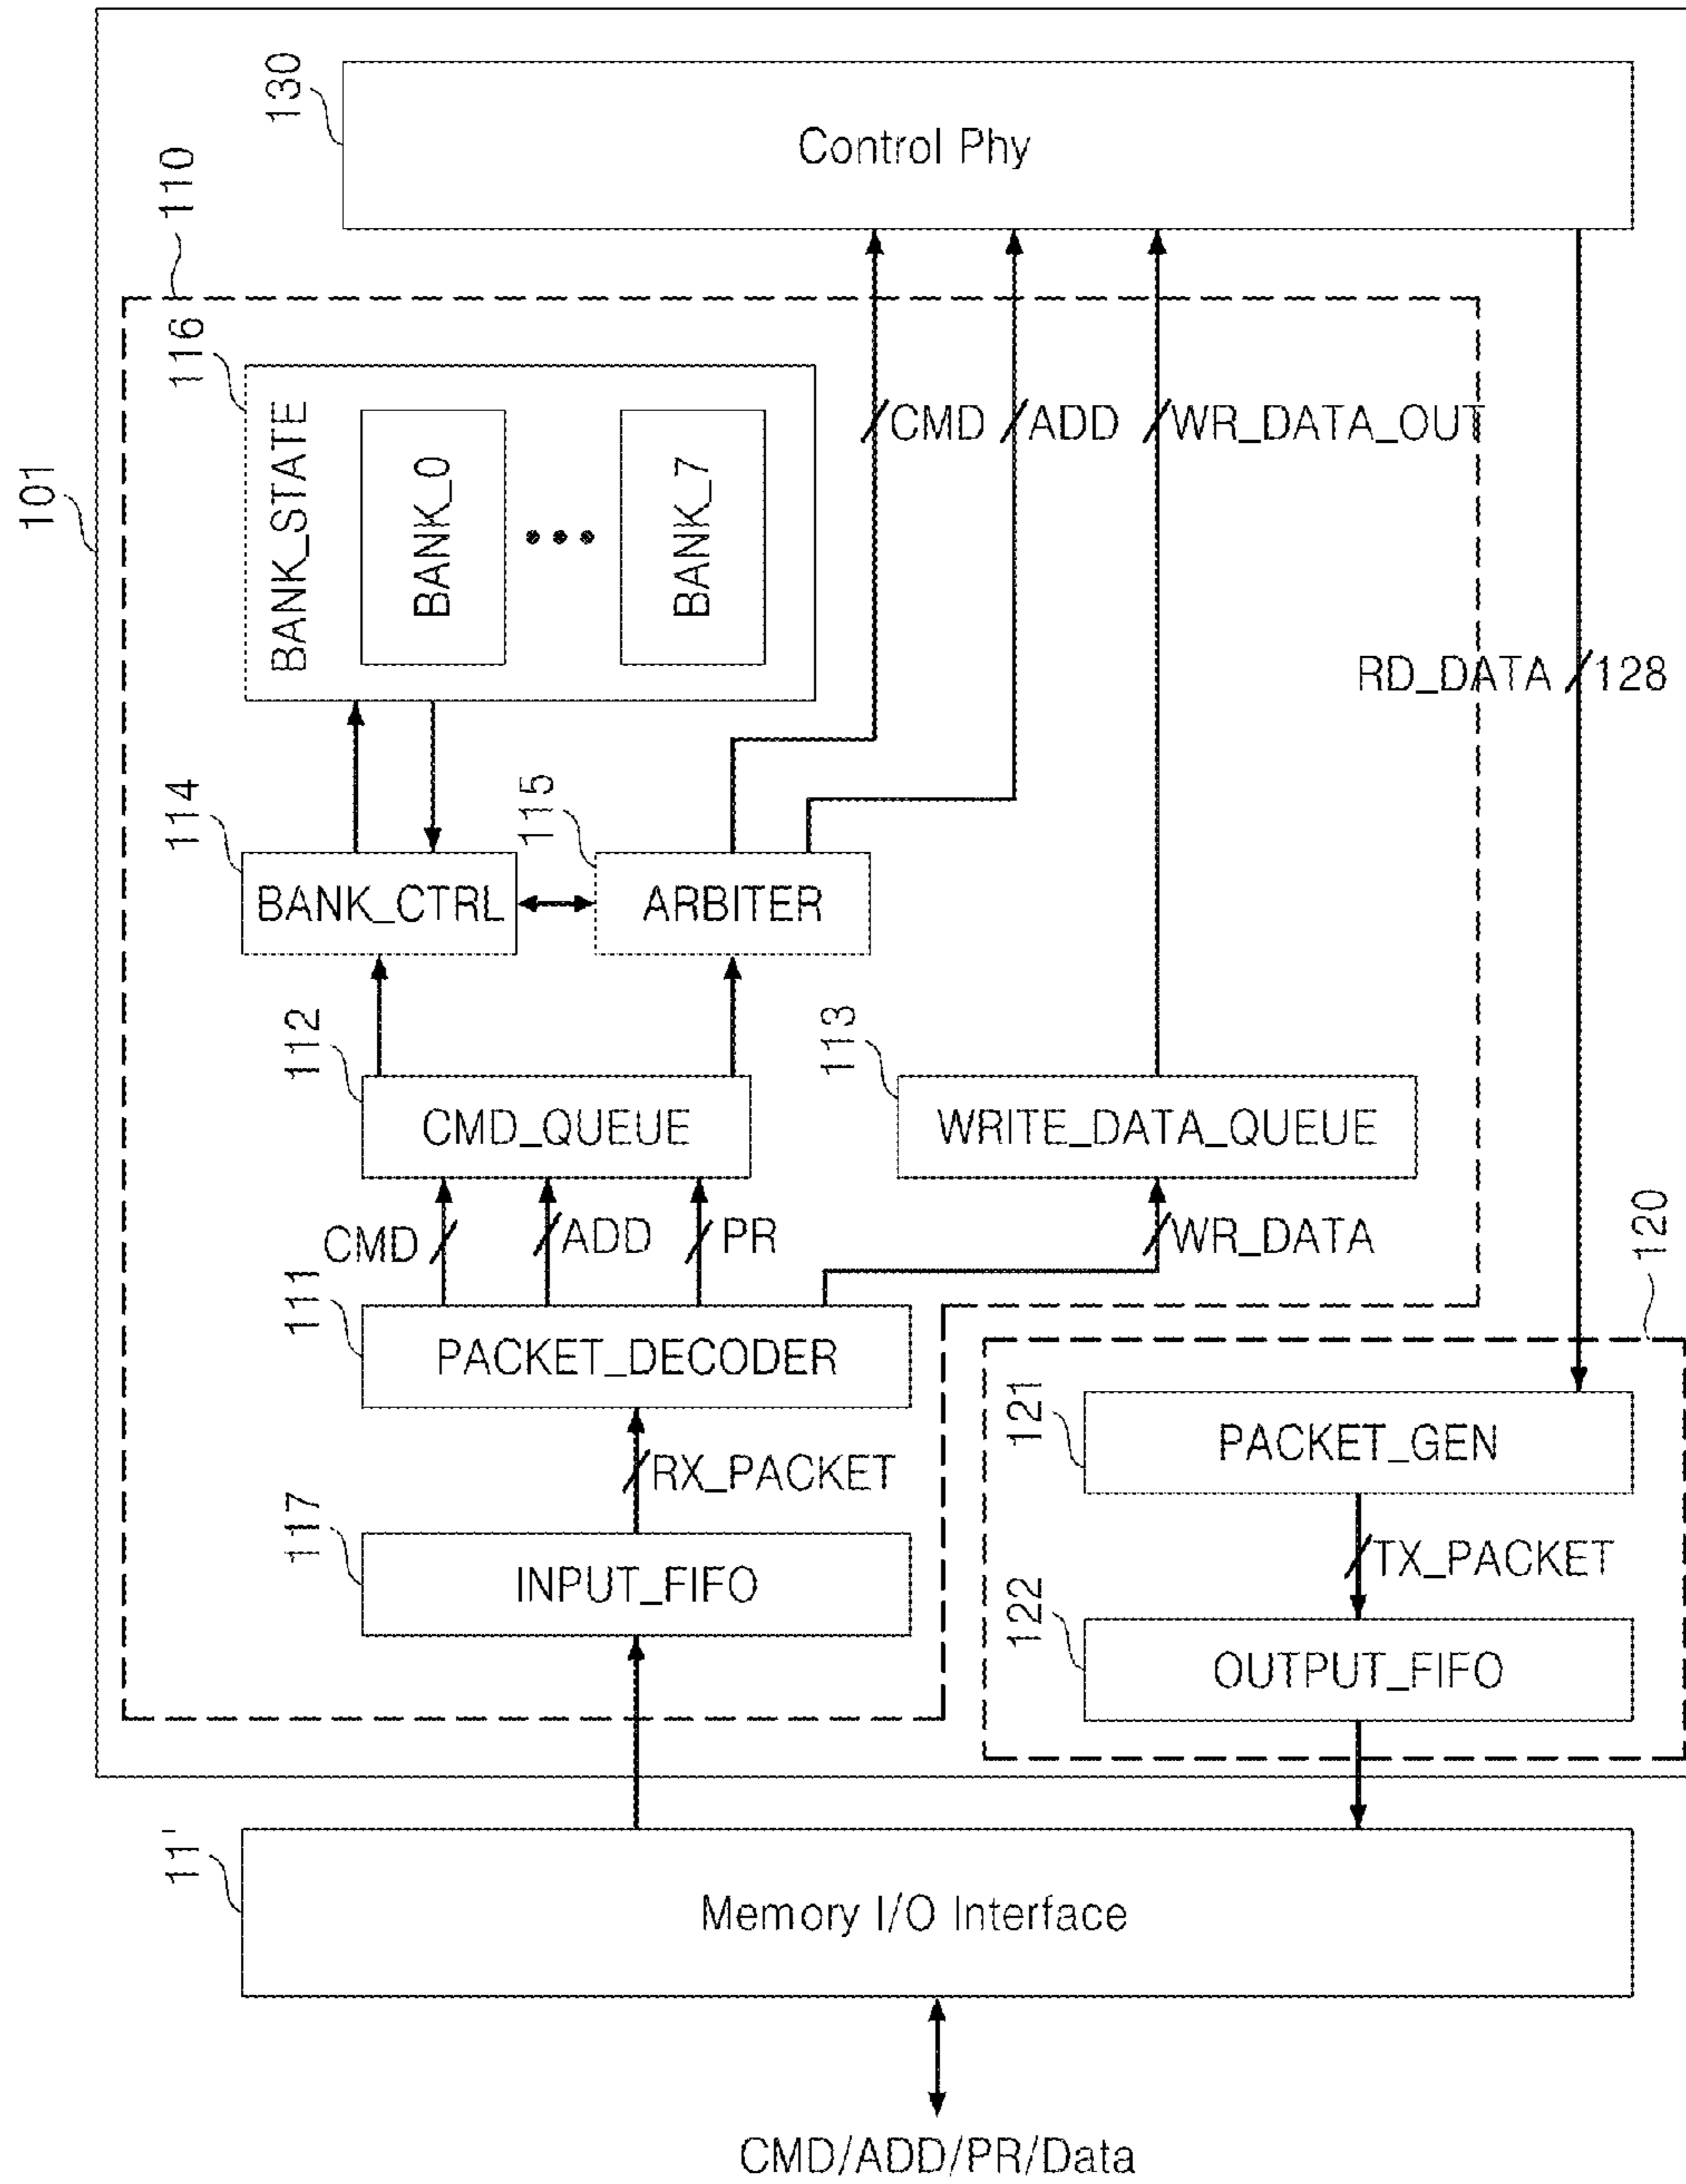 101
130
Control Phy
110
116
BANK_STATE
BANK_0
BANK_7
CMD
ADD
WR_DATA_OUT
RD_DATA
128
114
BANK_CTRL
115
ARBITER
112
CMD_QUEUE
113
WRITE_DATA_QUEUE
CMD
ADD
PR
WR_DATA
111
PACKET_DECODER
120
121
PACKET_GEN
RX_PACKET
TX_PACKET
117
INPUT_FIFO
122
OUTPUT_FIFO
11'
Memory I/O Interface
CMD/ADD/PR/Data